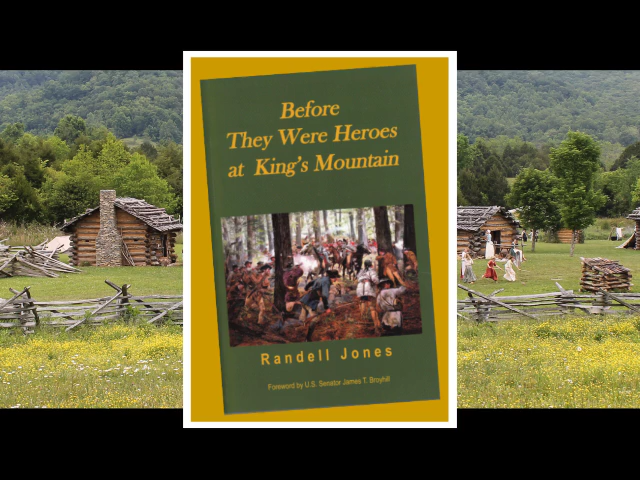 Before
They Were Heroes
at King's Mountain
Randell Jones
Foreword by U.S. Senator James T. Broyhill